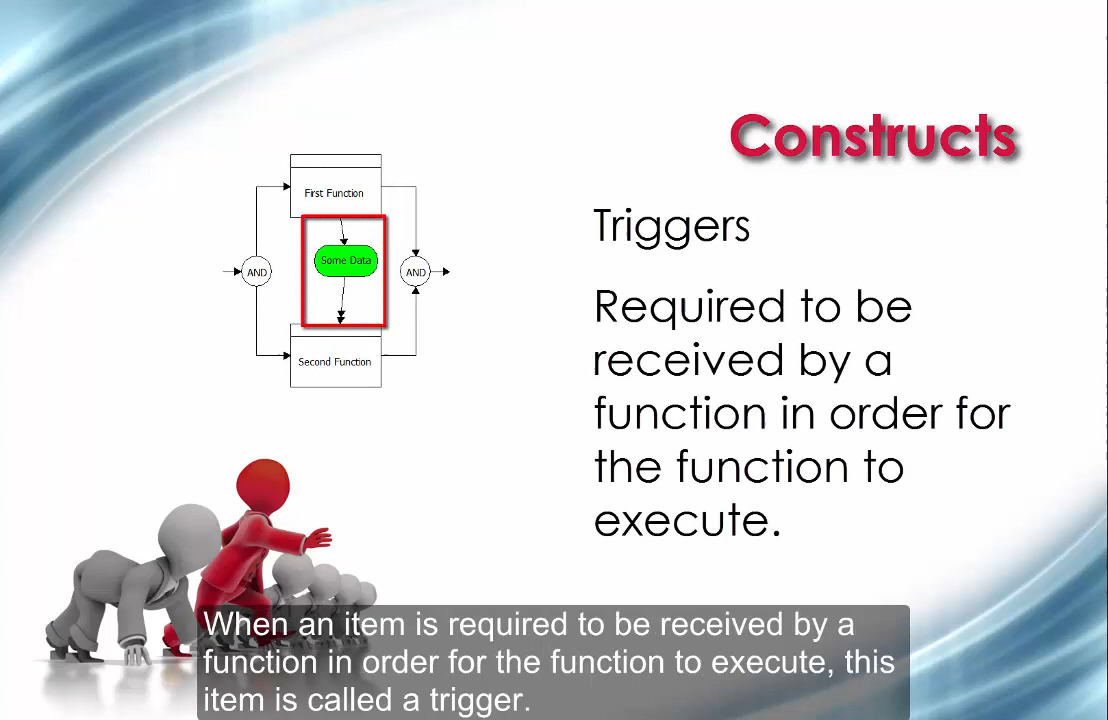 Constructs
First Function
Triggers
Some Data
AND
AND
Required to be
received by a
function in order for
the function to
execute.
Second Function
When an item is required to be received by a
function in order for the function to execute, this
item is called a trigger.